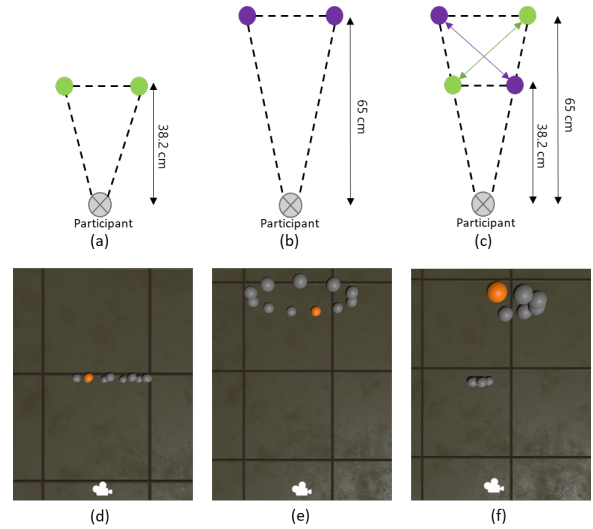 38.2 cm
Participant
(a)
65 cm
Participant
(b)
38.2 cm
65 cm
Participant
(c)
(d)
(e)
(f)